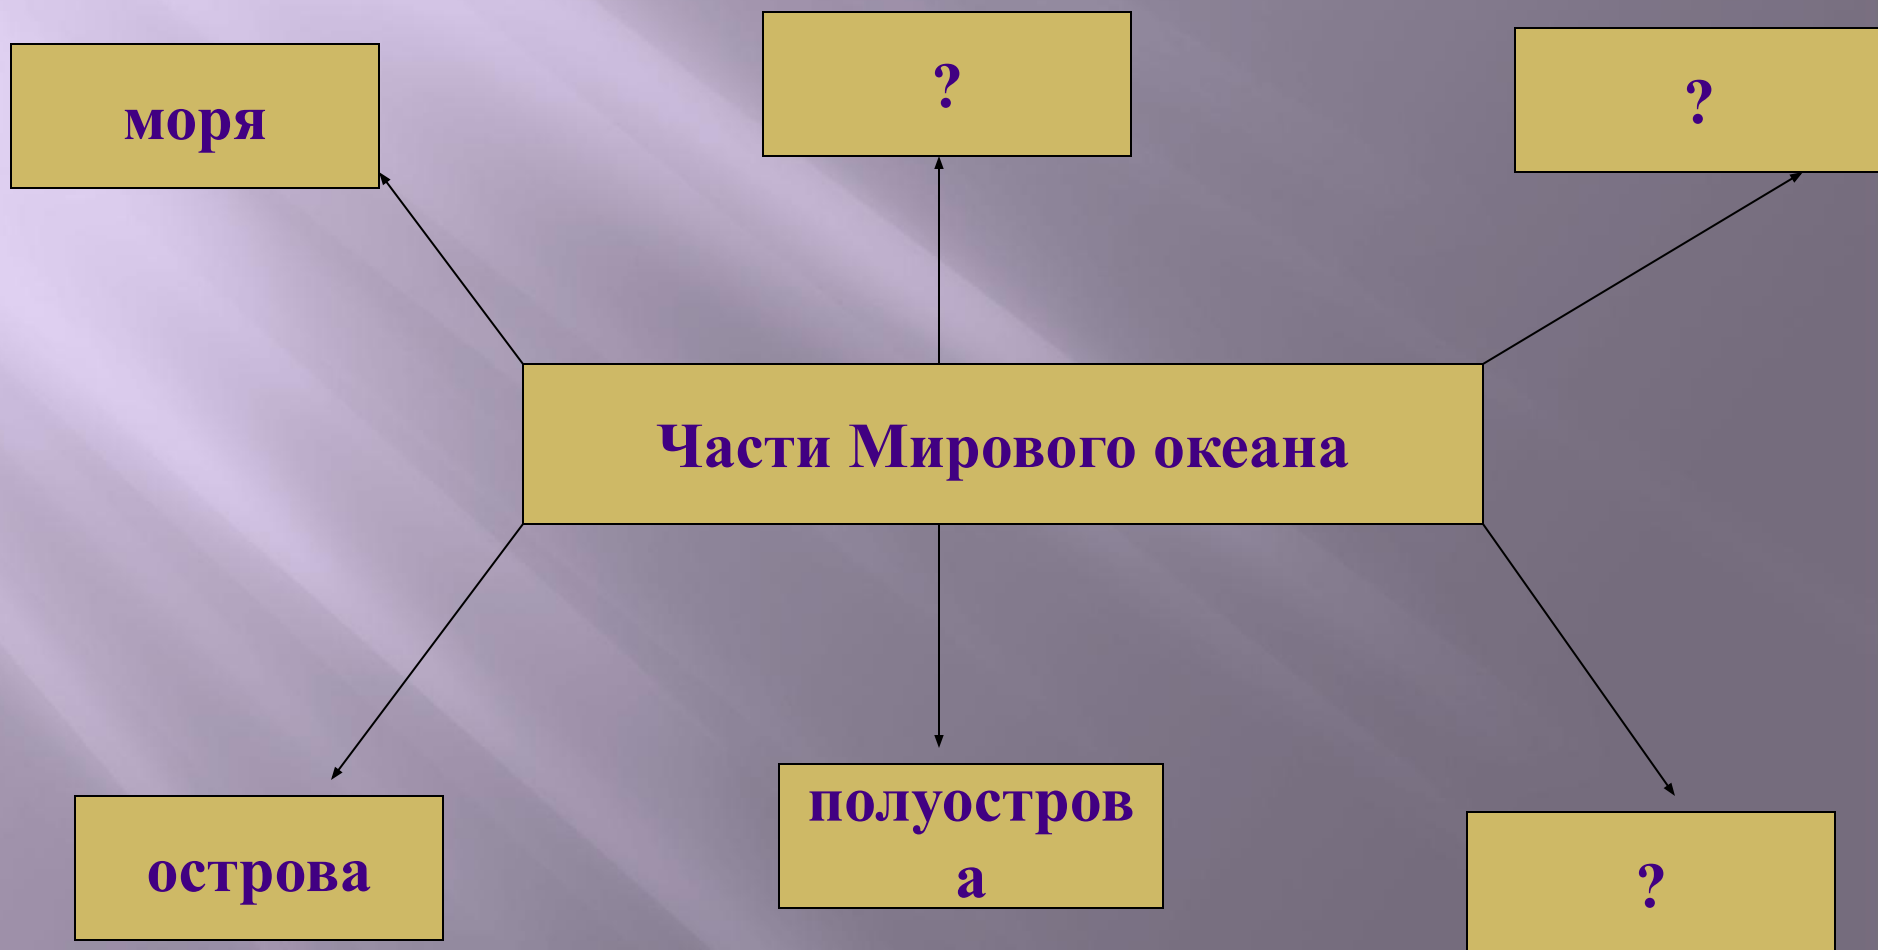 моря
?
?
Части Мирового океана
острова
полуостров
а
?